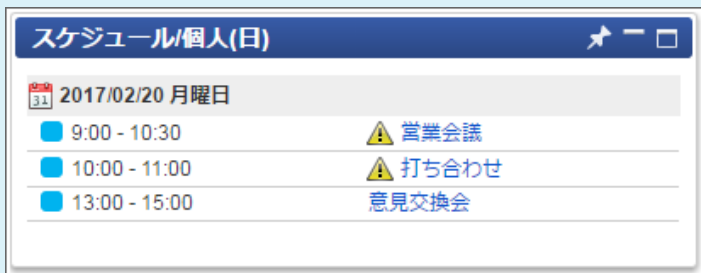 スケジュール/個人(日)
31 2017/02/20 月曜日
9:00 - 10:30 営業会議
10:00 - 11:00 打ち合わせ
13:00 - 15:00 意見交換会